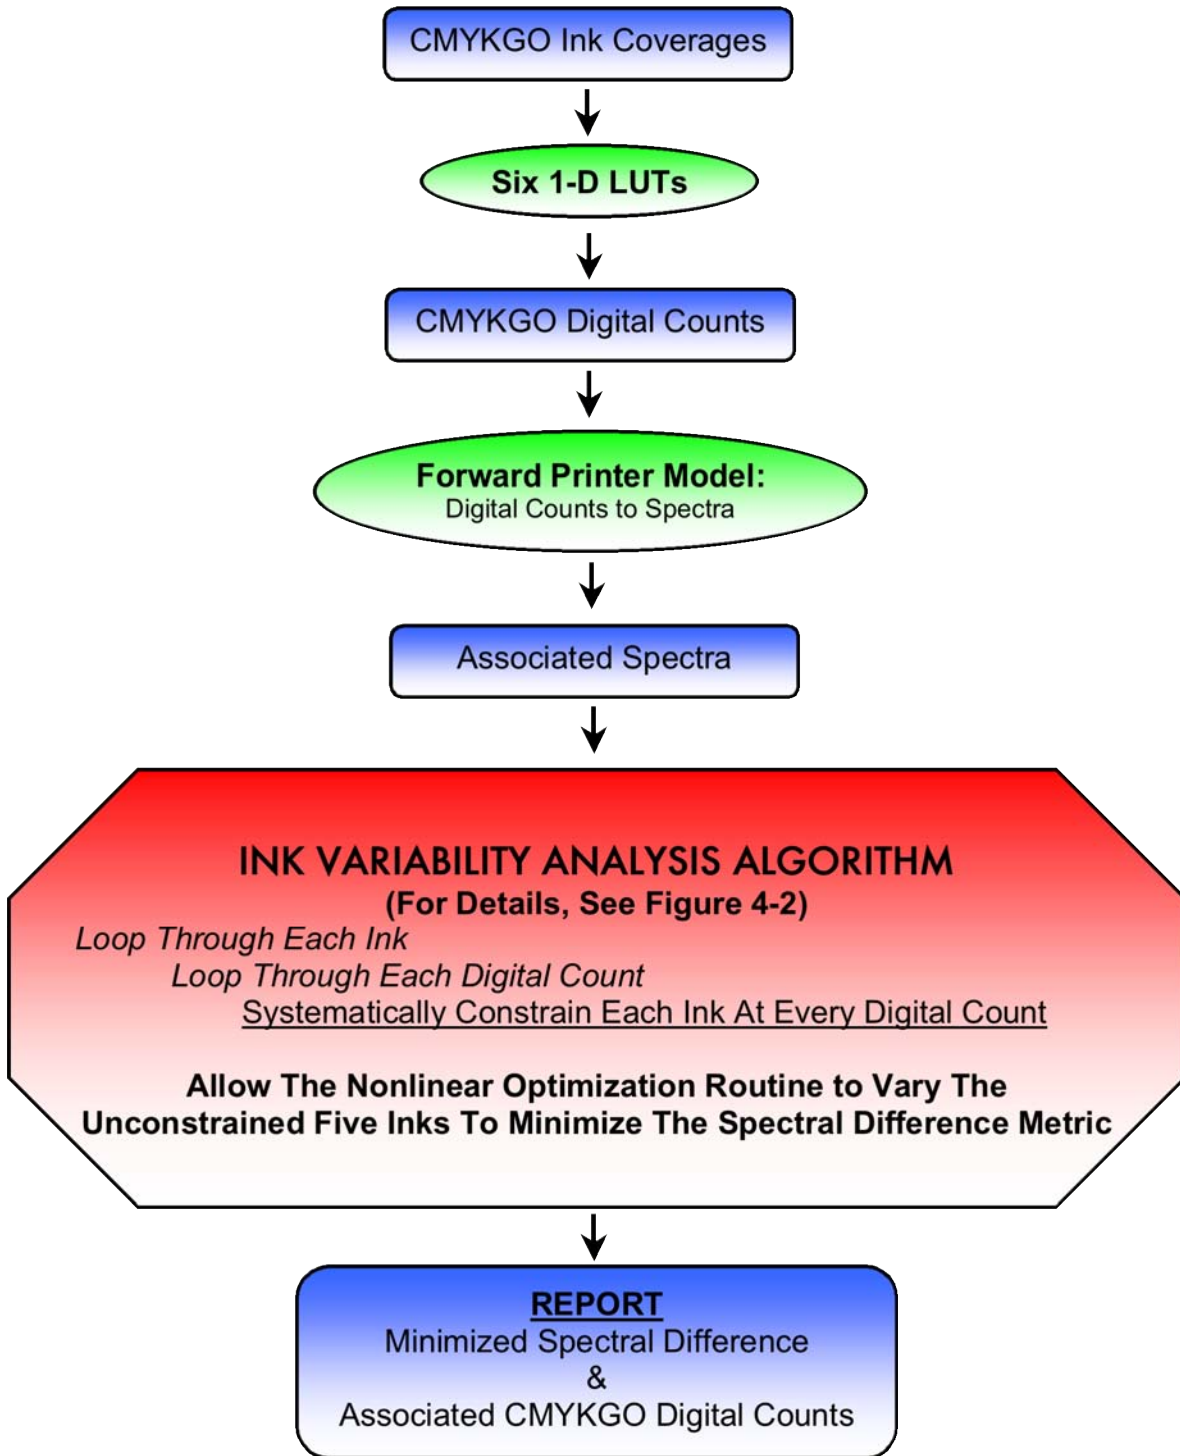 CMYKGO Ink Coverages
Six 1-D LUTs
CMYKGO Digital Counts
Forward Printer Model:
Digital Counts to Spectra
Associated Spectra
INK VARIABILITY ANALYSIS ALGORITHM
(For Details, See Figure 4-2)
Loop Through Each Ink
Loop Through Each Digital Count
Systematically Constrain Each Ink At Every Digital Count
Allow The Nonlinear Optimization Routine to Vary The
Unconstrained Five Inks To Minimize The Spectral Difference Metric
REPORT
Minimized Spectral Difference
&
Associated CMYKGO Digital Counts